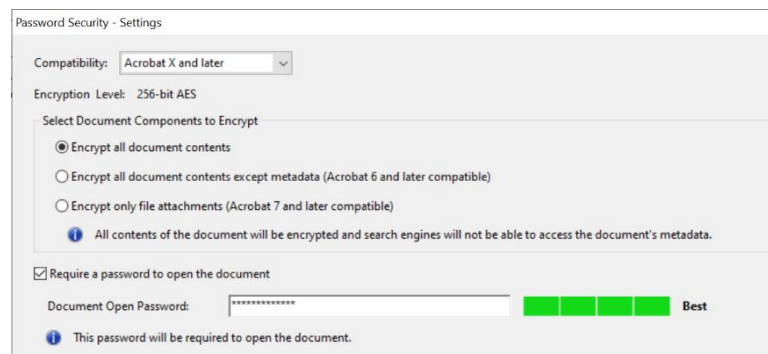 Password Security - Settings
Compatibility: Acrobat X and later
Encryption Level: 256-bit AES
Select Document Components to Encrypt
Encrypt all document contents
Encrypt all document contents except metadata (Acrobat 6 and later compatible)
Encrypt only file attachments (Acrobat 7 and later compatible)
All contents of the document will be encrypted and search engines will not be able to access the document's metadata.
Require a password to open the document
Document Open Password: ************* Best
This password will be required to open the document.